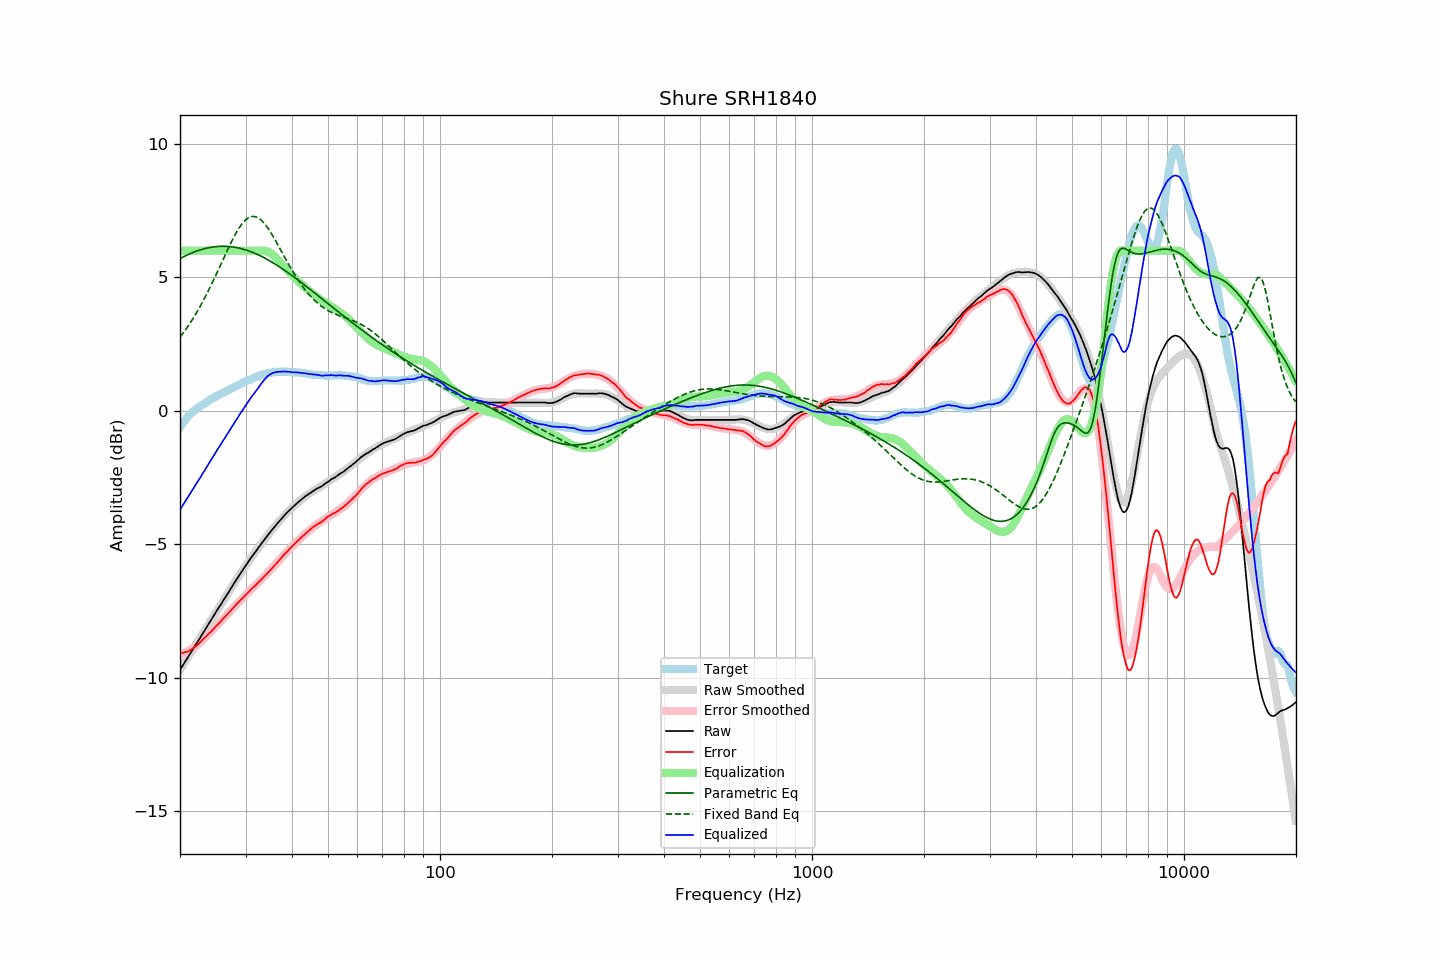 Shure SRH1840
Amplitude (dBr)
10
5
0
−5
−10
−15
Target
Raw Smoothed
Error Smoothed
Raw
Error
Equalization
Parametric Eq
Fixed Band Eq
Equalized
100
1000
10000
Frequency (Hz)